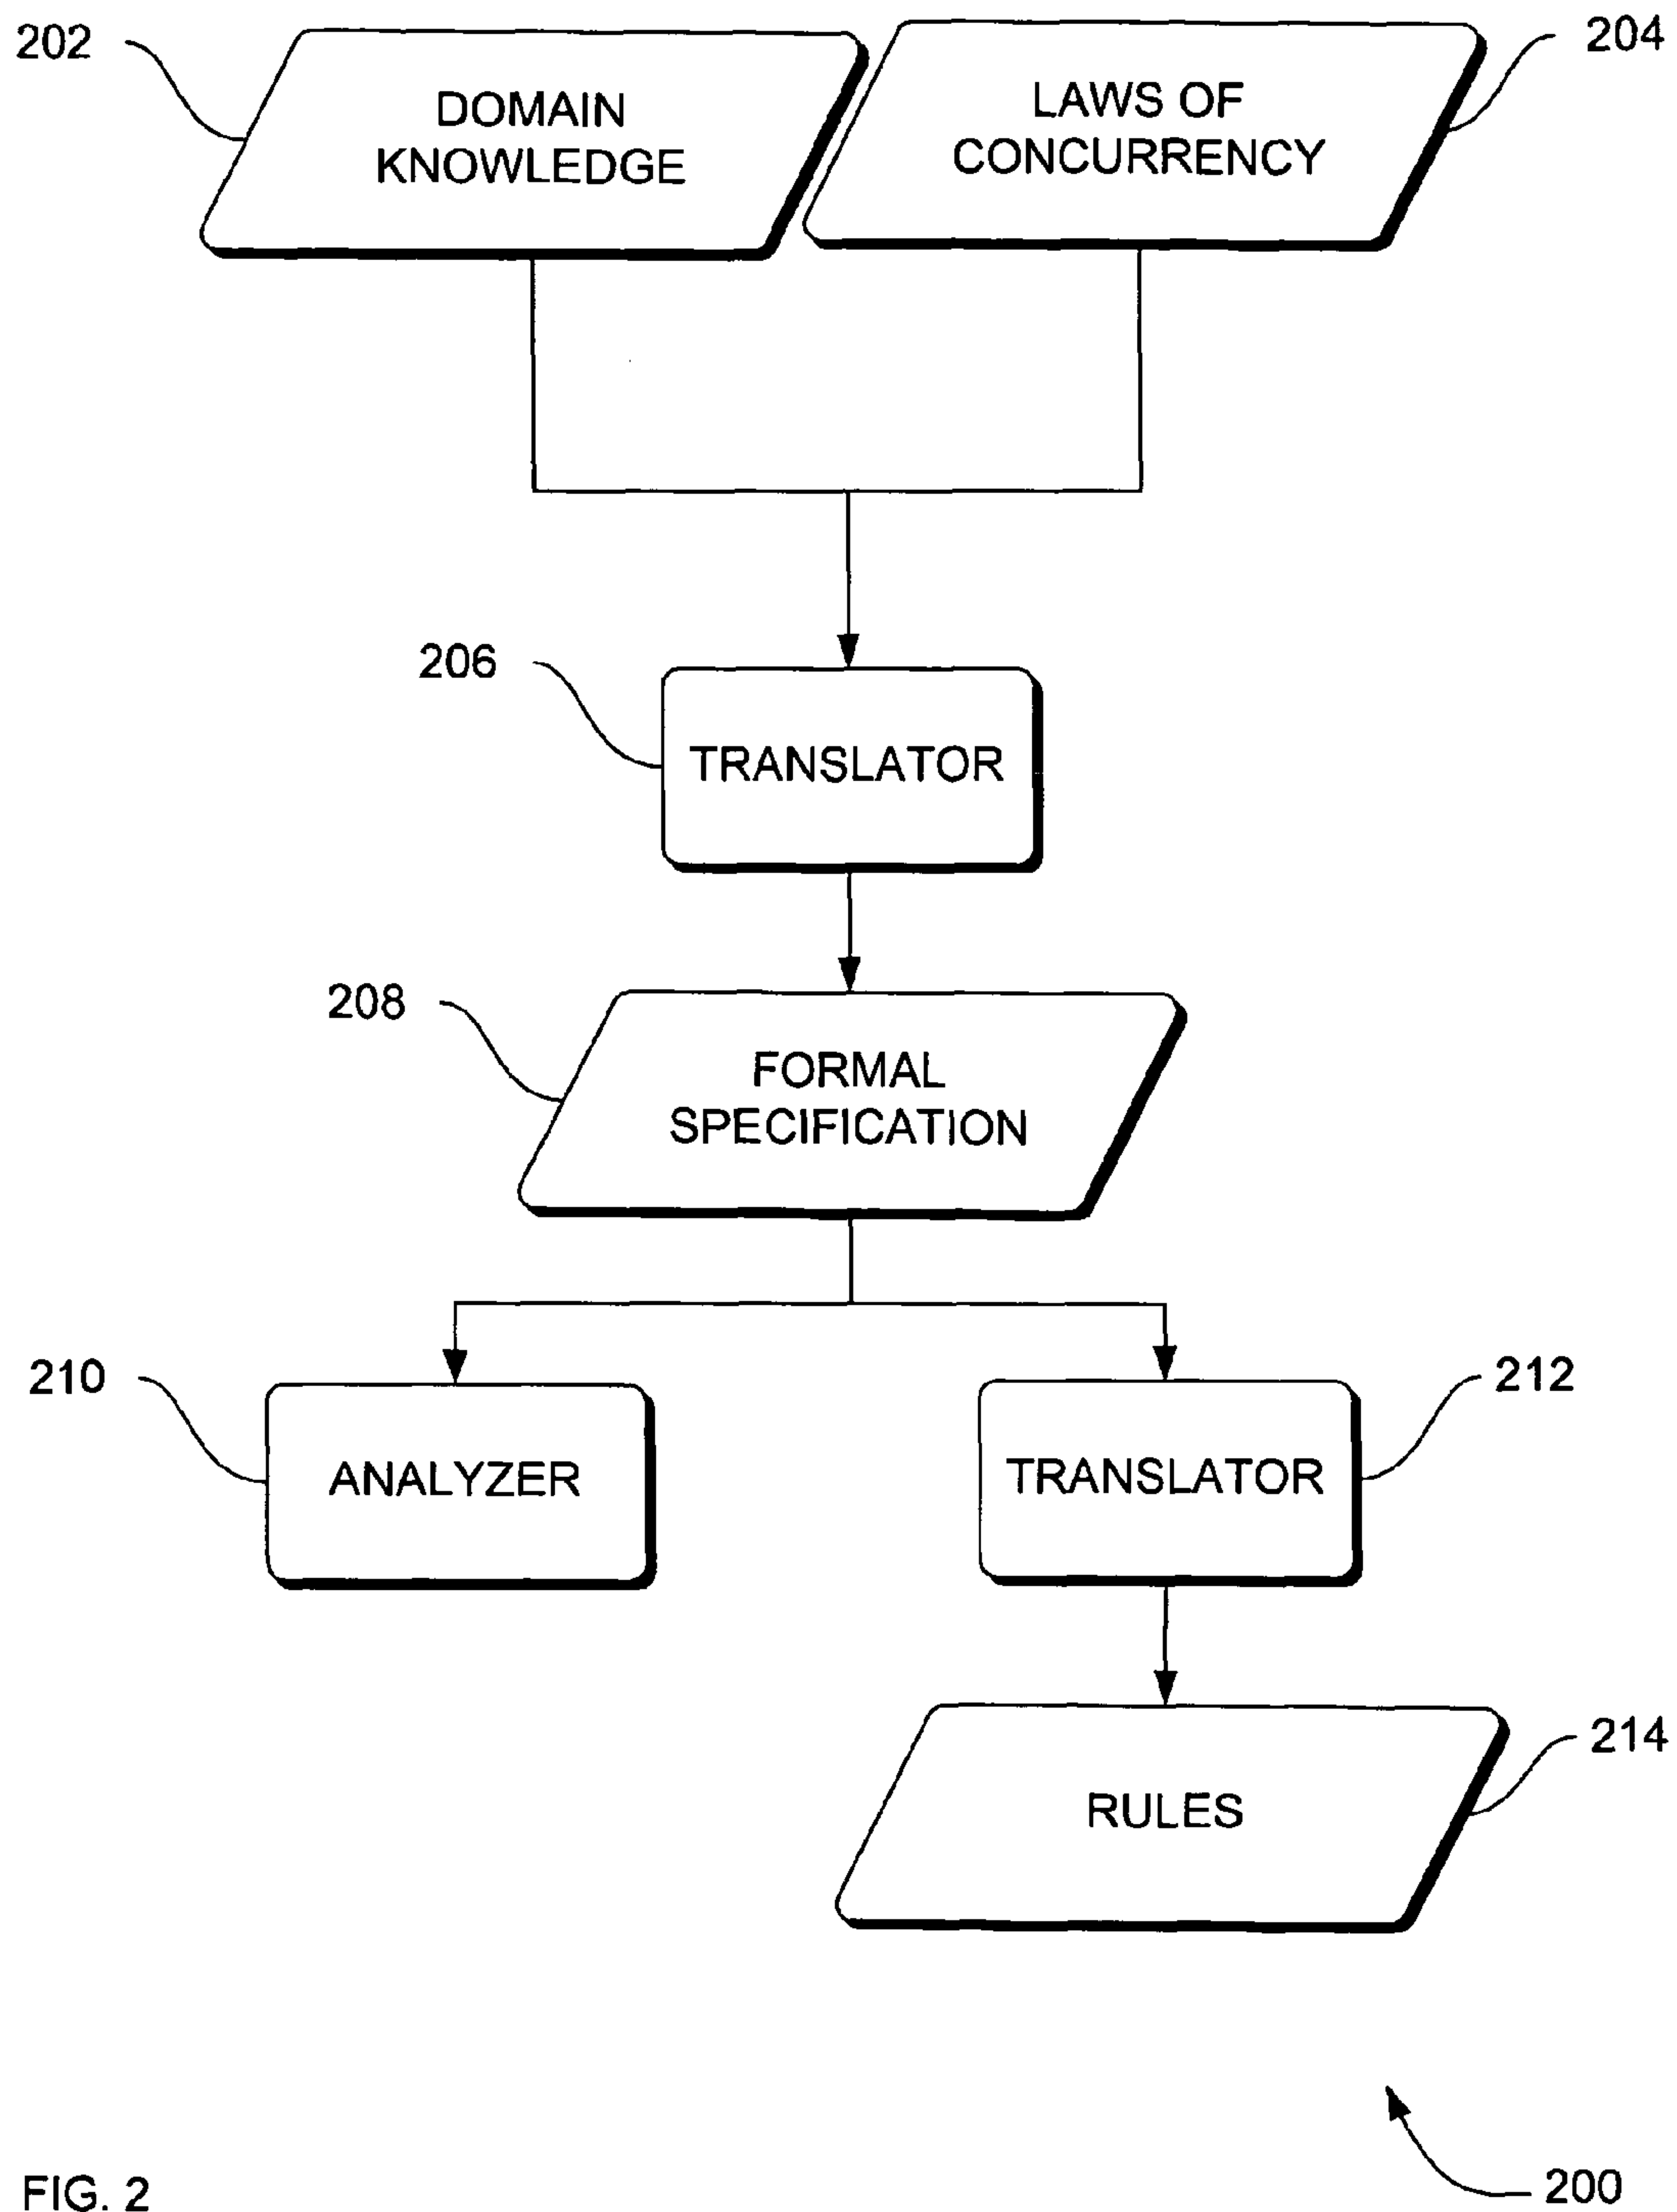 202
DOMAIN
KNOWLEDGE
LAWS OF
CONCURRENCY
204
206
TRANSLATOR
208
FORMAL
SPECIFICATION
210
ANALYZER
TRANSLATOR
212
RULES
214
FIG. 2
200